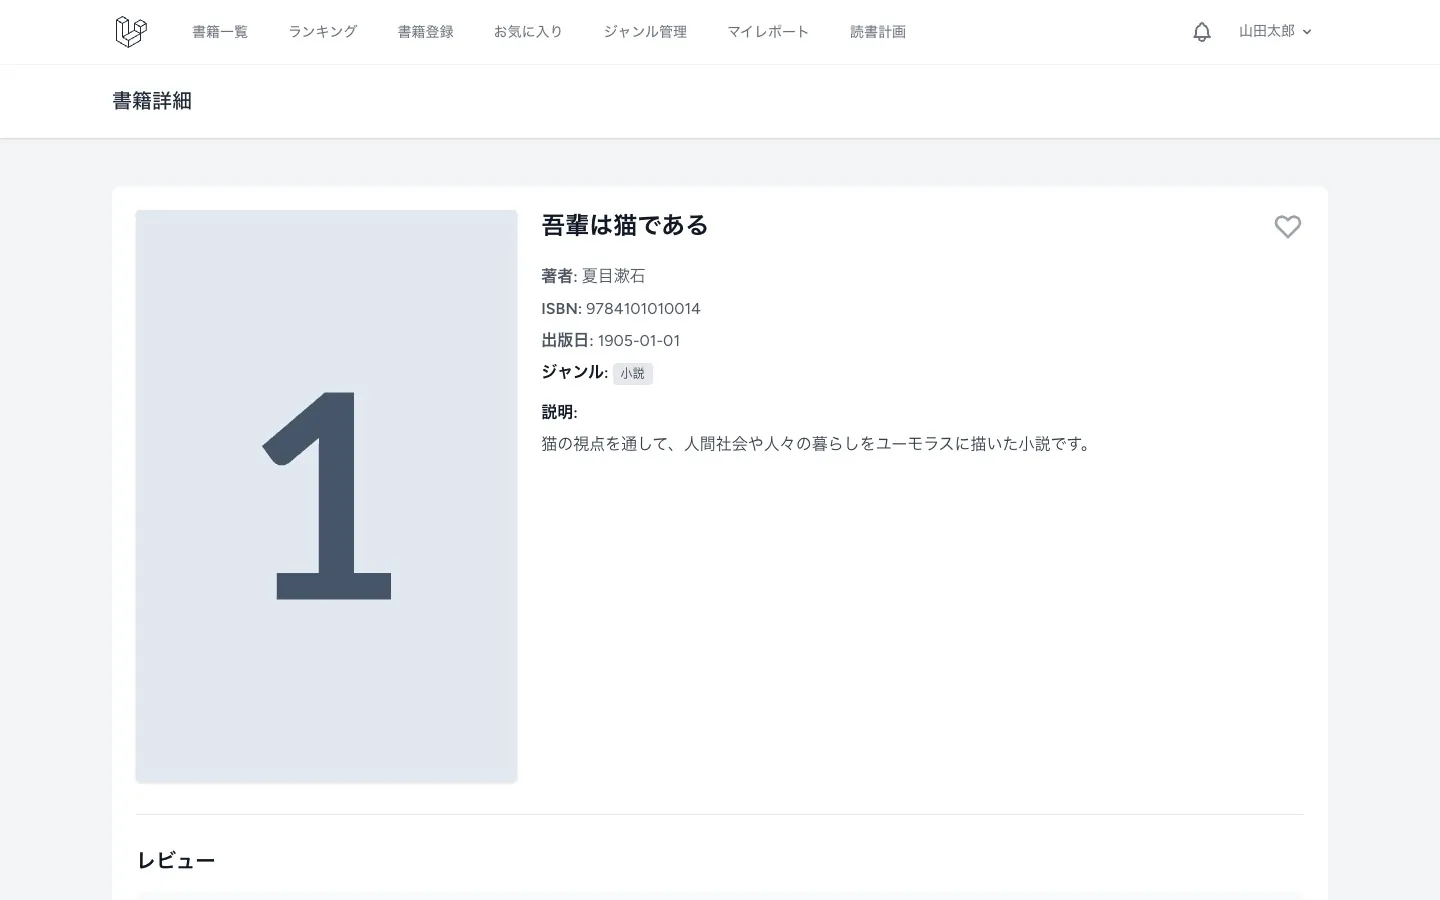 書籍一覧 ランキング 書籍登録 お気に入り ジャンル管理 マイレポート 読書計画 山田太郎
書籍詳細
1
吾輩は猫である
著者: 夏目漱石
ISBN: 9784101010014
出版日: 1905-01-01
ジャンル: 小説
説明:
猫の視点を通して、人間社会や人々の暮らしをユーモラスに描いた小説です。
レビュー